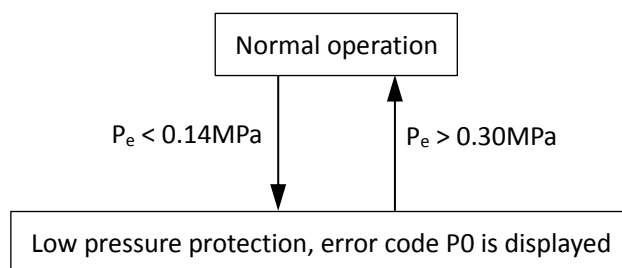 Normal operation
Pₑ < 0.14MPa
Pₑ > 0.30MPa
Low pressure protection, error code P0 is displayed